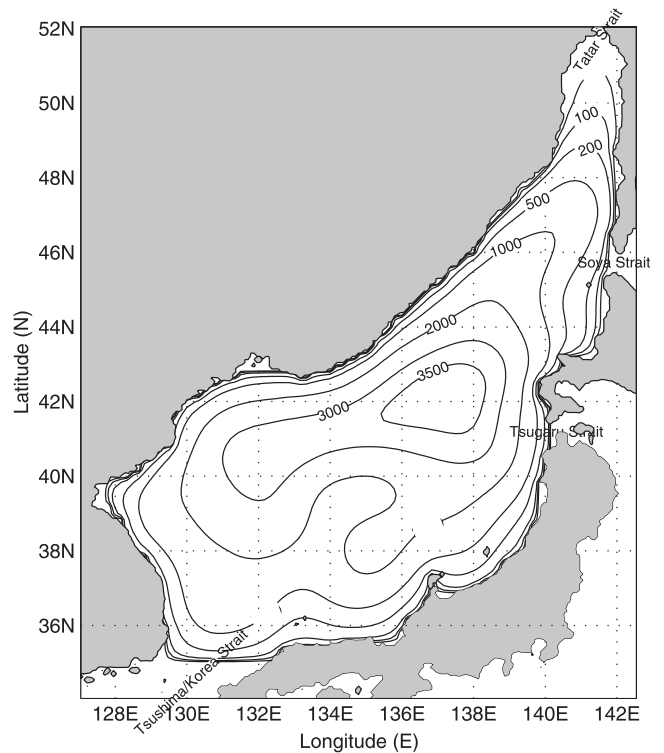 52N
Tatar Strait
50N
100
200
48N
500
46N
1000
Soya Strait
44N
2000
3500
42N
3000
Tsugaru Strait
40N
38N
36N
Tsushima/Korea Strait
128E 130E 132E 134E 136E 138E 140E 142E
Longitude (E)
Latitude (N)